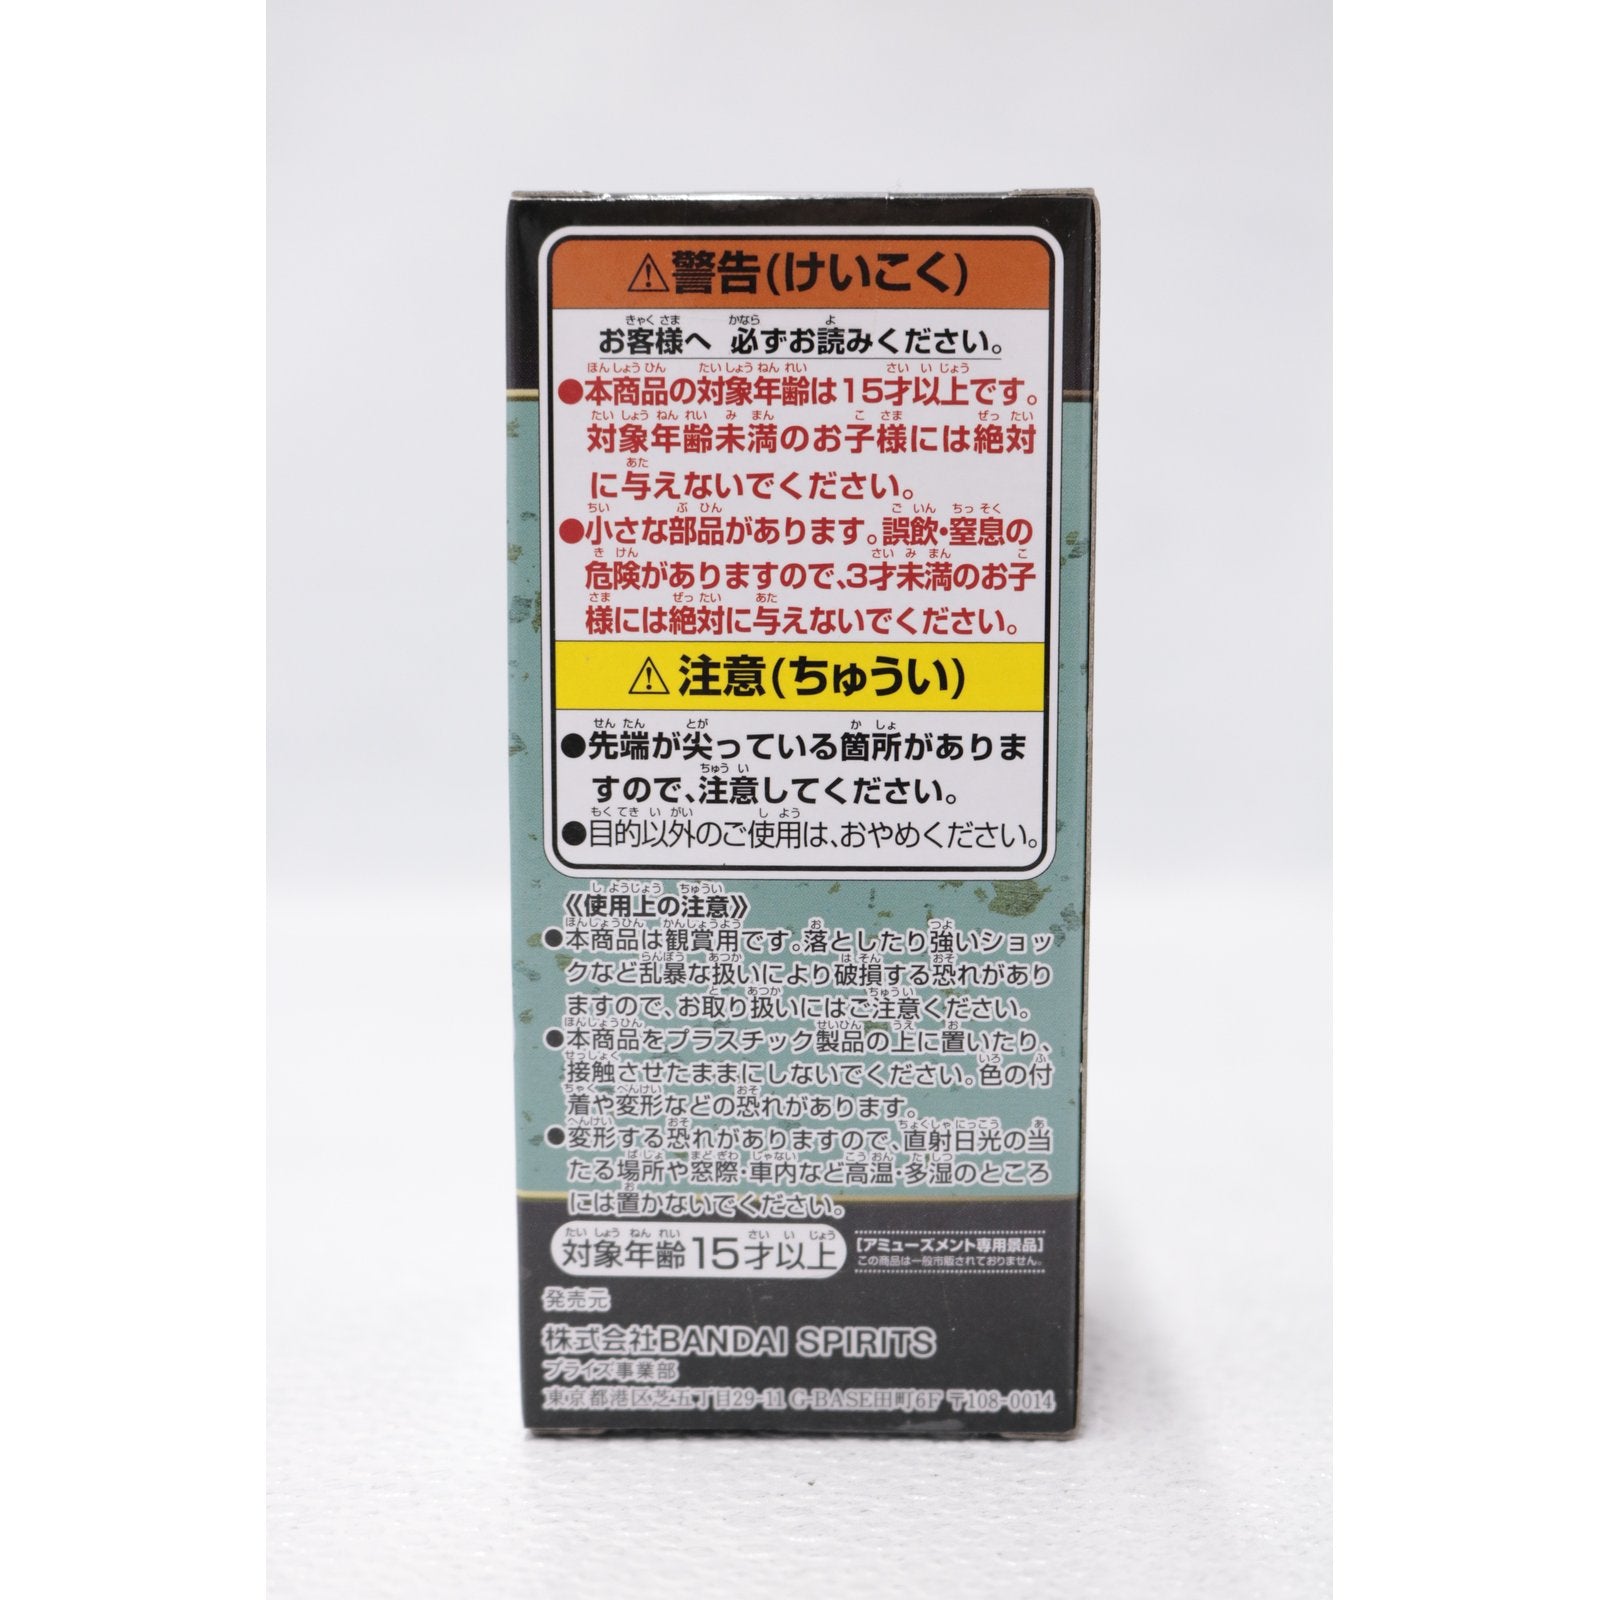 ⚠警告(けいこく)
お客様へ 必ずお読みください。
●本商品の対象年齢は15才以上です。
対象年齢未満のお子様には絶対
に与えないでください。
●小さな部品があります。誤飲・窒息の
危険がありますので、3才未満のお子
様には絶対に与えないでください。
⚠注意(ちゅうい)
●先端が尖っている箇所がありま
すので、注意してください。
●目的以外のご使用は、おやめください。
《使用上の注意》
●本商品は観賞用です。落としたり強いショッ
クなど乱暴な扱いにより破損する恐れがあり
ますので、お取り扱いにはご注意ください。
●本商品をプラスチック製品の上に置いたり、
接触させたままにしないでください。色の付
着や変形などの恐れがあります。
●変形する恐れがありますので、直射日光の当
たる場所や窓際・車内など高温・多湿のところ
には置かないでください。
対象年齢15才以上
[アミューズメント専用景品]
この商品は一般市販されておりません。
発売元
株式会社BANDAI SPIRITS
プライズ事業部
東京都港区芝五丁目29-11 G-BASE田町6F 〒108-0014